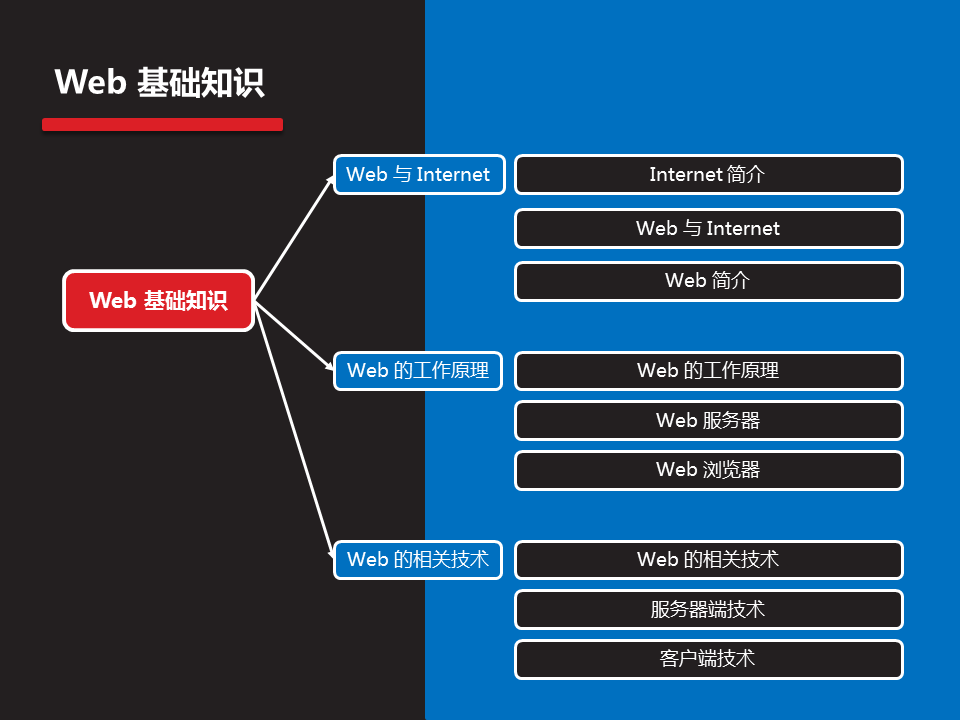 Web 基础知识
Web 与 Internet
Internet 简介
Web 与 Internet
Web 简介
Web 基础知识
Web 的工作原理
Web 的工作原理
Web 服务器
Web 浏览器
Web 的相关技术
Web 的相关技术
服务器端技术
客户端技术